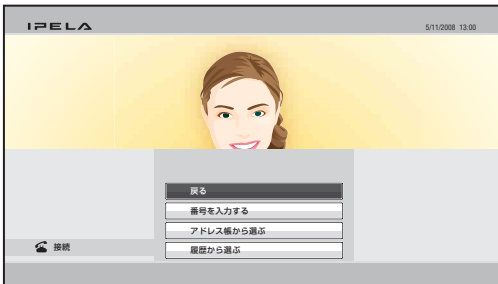 IPELA
5/11/2008 13:00
戻る
番号を入力する
アドレス帳から選ぶ
接続
履歴から選ぶ